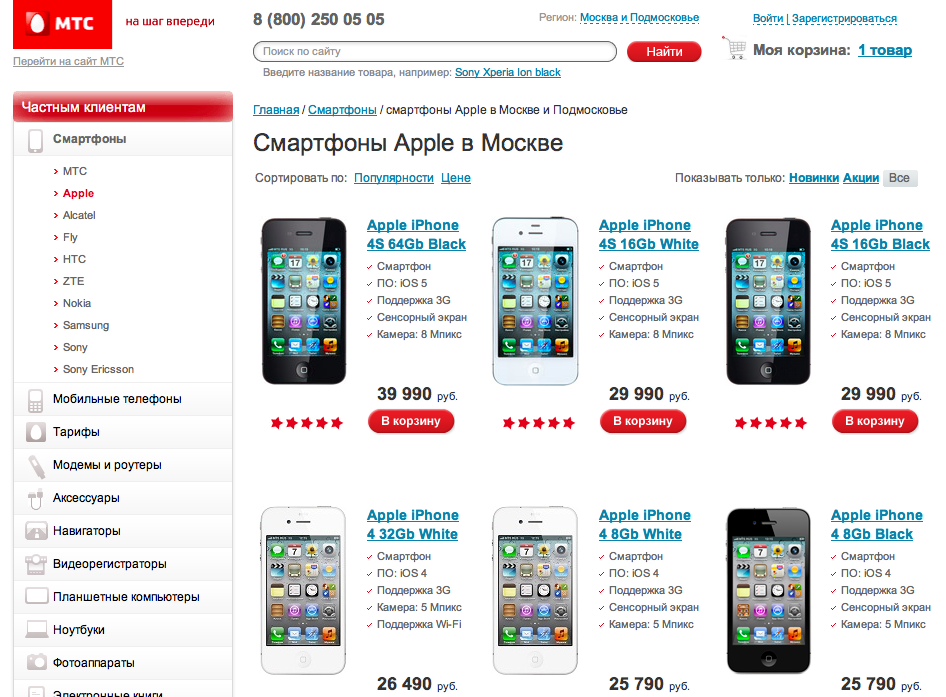 МТС
на шаг впереди
Перейти на сайт МТС
8 (800) 250 05 05
Регион: Москва и Подмосковье
Войти | Зарегистрироваться
Поиск по сайту
Найти
Моя корзина: 1 товар
Введите название товара, например: Sony Xperia Ion black
Частным клиентам
Смартфоны
МТС
Apple
Alcatel
Fly
HTC
ZTE
Nokia
Samsung
Sony
Sony Ericsson
Мобильные телефоны
Тарифы
Модемы и роутеры
Аксессуары
Навигаторы
Видеорегистраторы
Планшетные компьютеры
Ноутбуки
Фотоаппараты
Электронные книги
Главная / Смартфоны / смартфоны Apple в Москве и Подмосковье
Смартфоны Apple в Москве
Сортировать по: Популярности Цене
Показывать только: Новинки Акции Все
Apple iPhone
4S 64Gb Black
Смартфон
ПО: iOS 5
Поддержка 3G
Сенсорный экран
Камера: 8 Мпикс
39 990 руб.
В корзину
Apple iPhone
4S 16Gb White
Смартфон
ПО: iOS 5
Поддержка 3G
Сенсорный экран
Камера: 8 Мпикс
29 990 руб.
В корзину
Apple iPhone
4S 16Gb Black
Смартфон
ПО: iOS 5
Поддержка 3G
Сенсорный экран
Камера: 8 Мпикс
29 990 руб.
В корзину
Apple iPhone
4 32Gb White
Смартфон
ПО: iOS 4
Поддержка 3G
Камера: 5 Мпикс
Поддержка Wi-Fi
26 490 руб.
Apple iPhone
4 8Gb White
Смартфон
ПО: iOS 4
Поддержка 3G
Сенсорный экран
Камера: 5 Мпикс
25 790 руб.
Apple iPhone
4 8Gb Black
Смартфон
ПО: iOS 4
Поддержка 3G
Сенсорный экран
Камера: 5 Мпикс
25 790 руб.